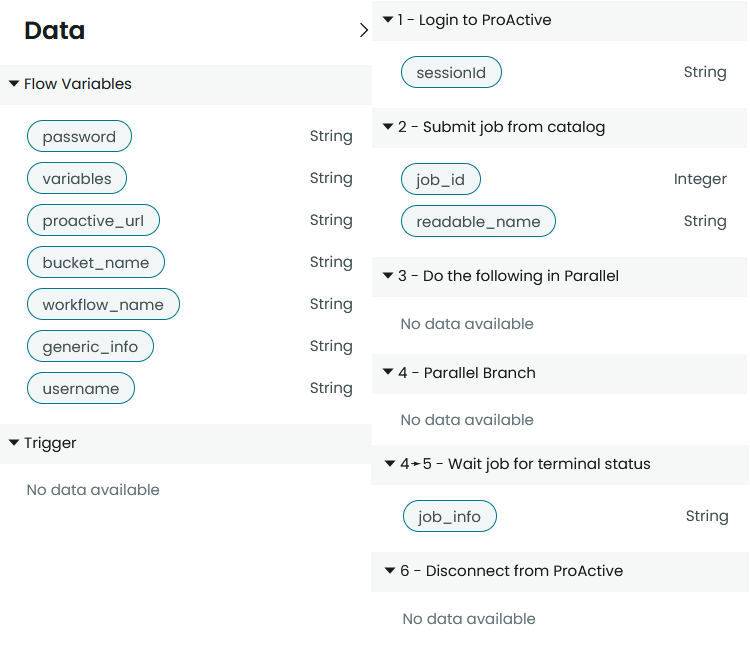 Data
Flow Variables
password String
variables String
proactive_url String
bucket_name String
workflow_name String
generic_info String
username String
Trigger
No data available
1 - Login to ProActive
sessionId String
2 - Submit job from catalog
job_id Integer
readable_name String
3 - Do the following in Parallel
No data available
4 - Parallel Branch
No data available
4➛5 - Wait job for terminal status
job_info String
6 - Disconnect from ProActive
No data available